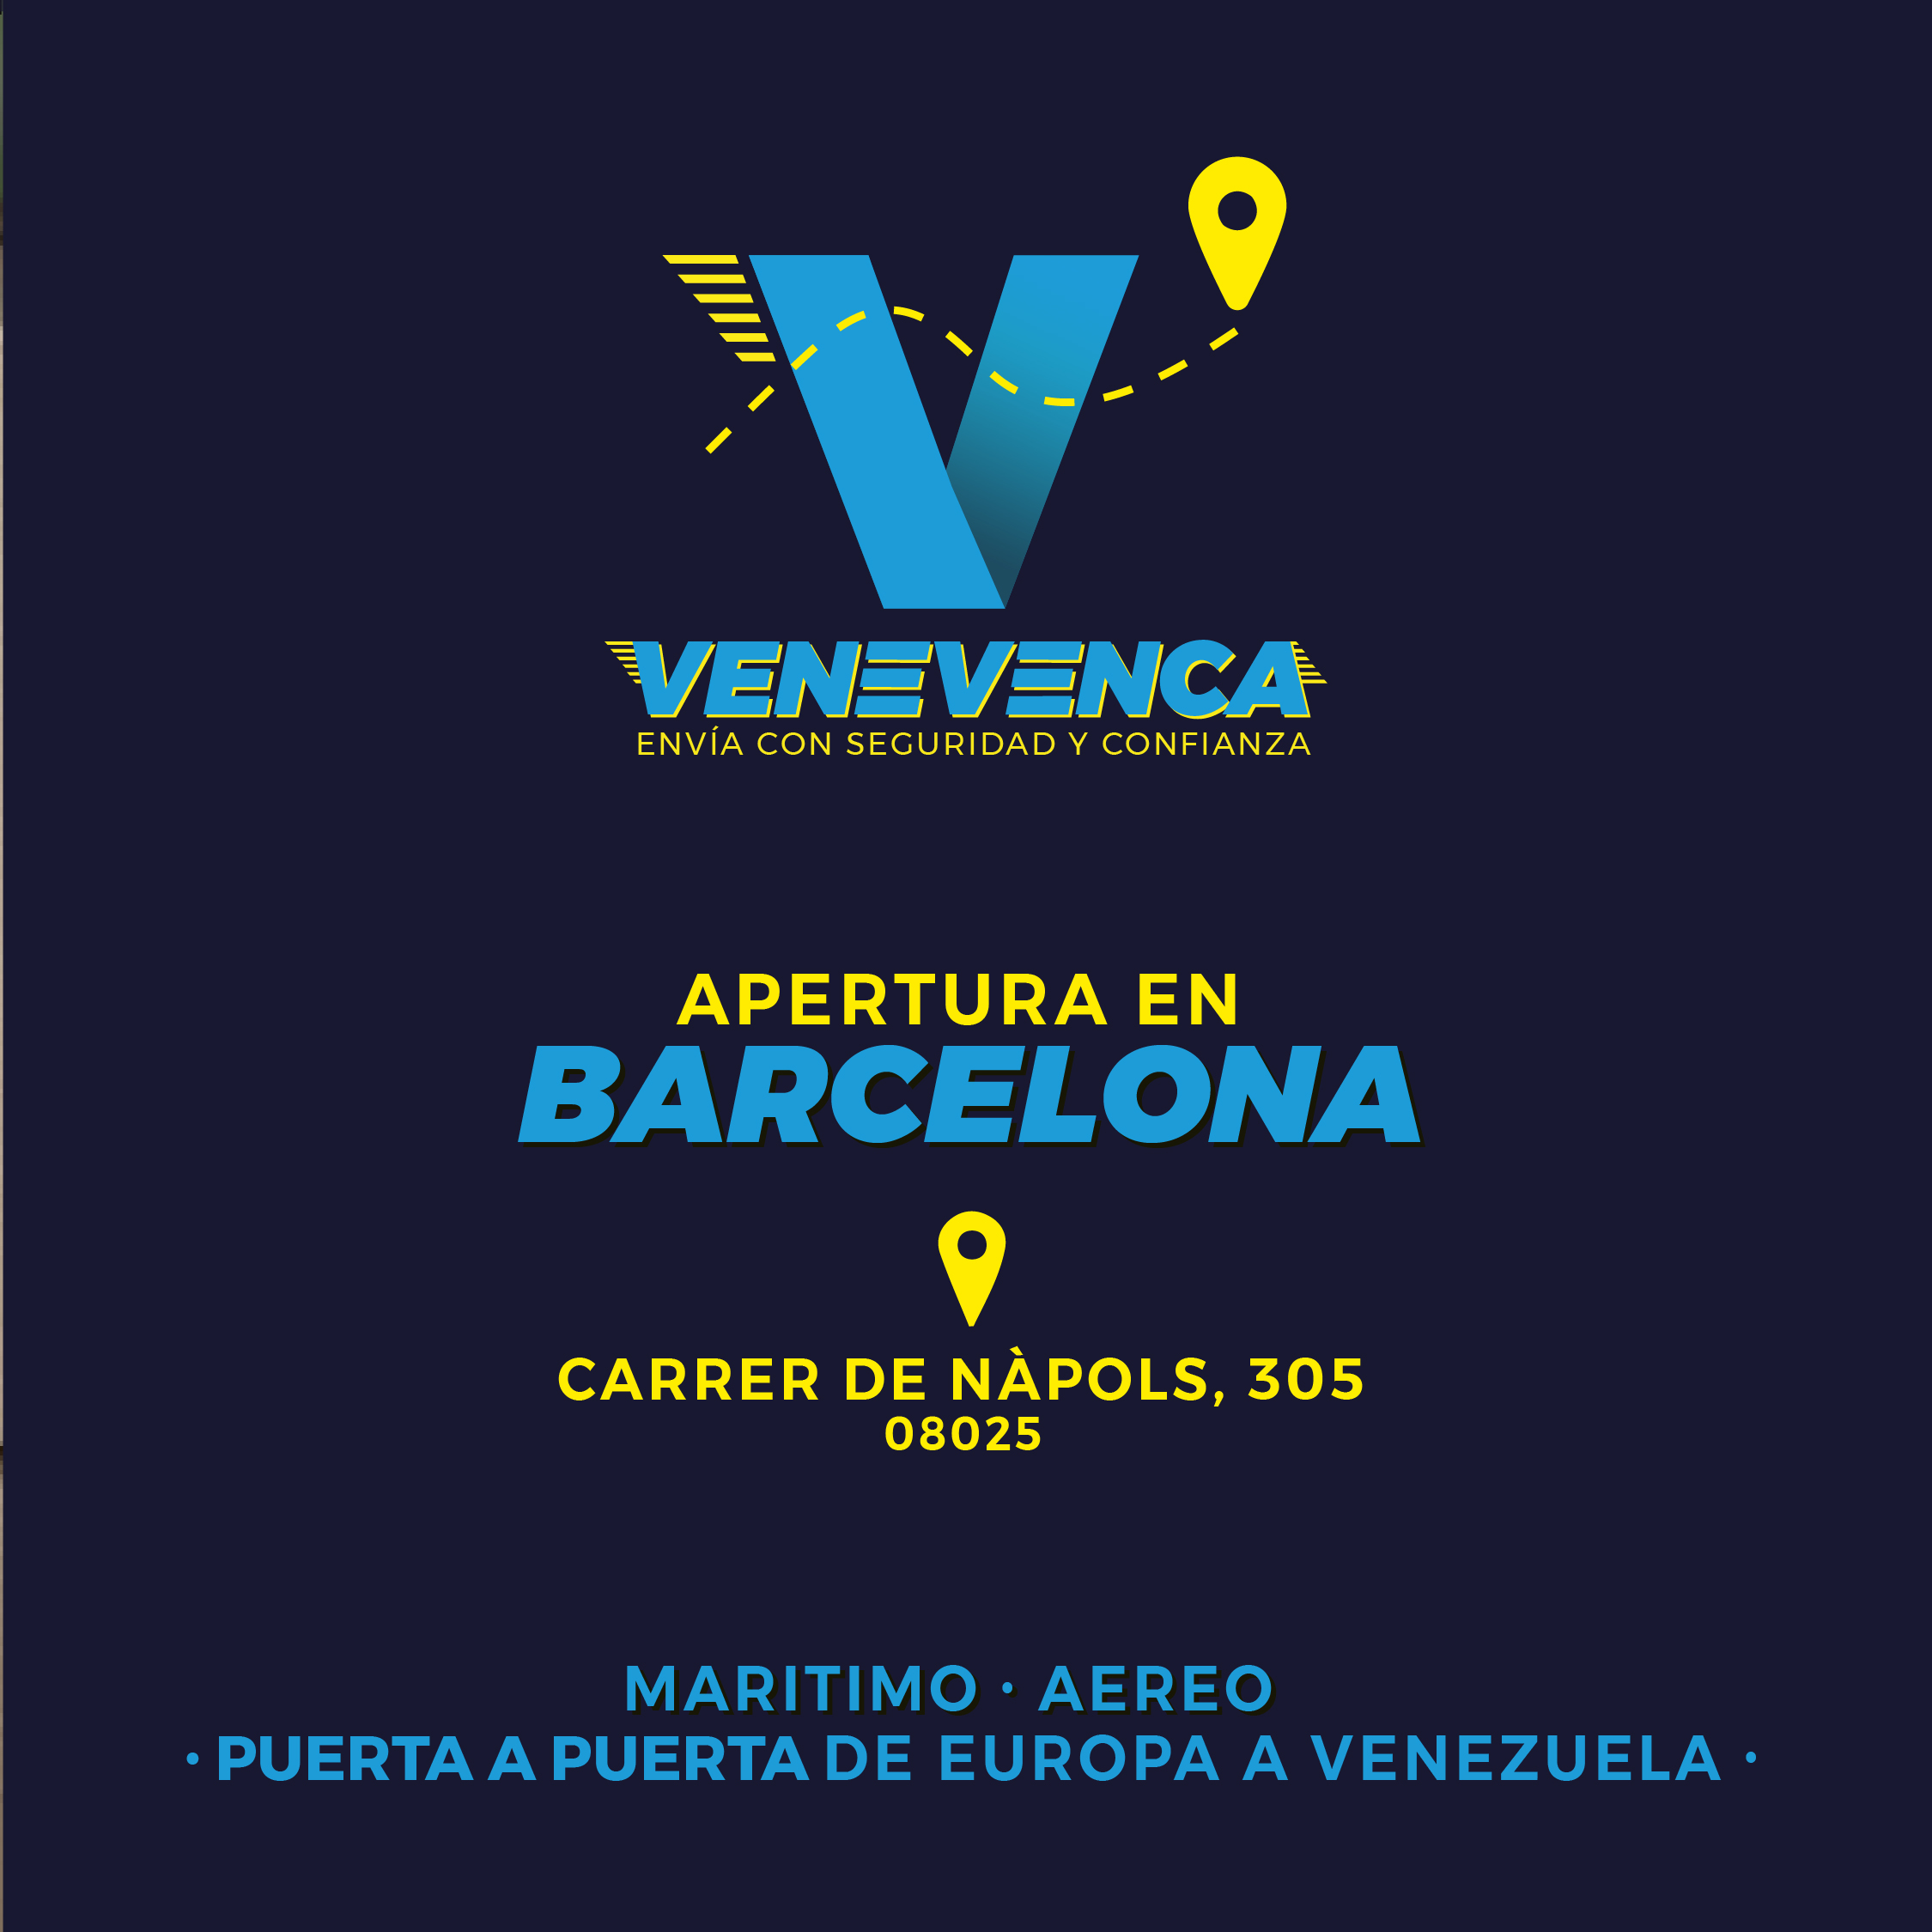 VENEVENCA
ENVÍA CON SEGURIDAD Y CONFIANZA
APERTURA EN
BARCELONA
CARRER DE NÀPOLS, 305
08025
MARITIMO · AEREO
· PUERTA A PUERTA DE EUROPA A VENEZUELA ·